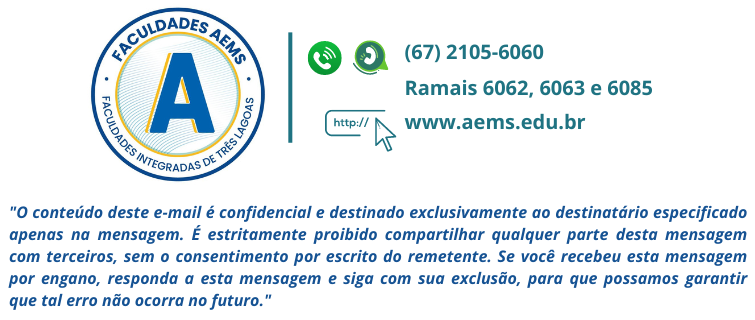 FACULDADES AEMS
A
FACULDADES INTEGRADAS DE TRÊS LAGOAS
(67) 2105-6060
Ramais 6062, 6063 e 6085
http://
www.aems.edu.br
"O conteúdo deste e-mail é confidencial e destinado exclusivamente ao destinatário especificado
apenas na mensagem. É estritamente proibido compartilhar qualquer parte desta mensagem
com terceiros, sem o consentimento por escrito do remetente. Se você recebeu esta mensagem
por engano, responda a esta mensagem e siga com sua exclusão, para que possamos garantir
que tal erro não ocorra no futuro."